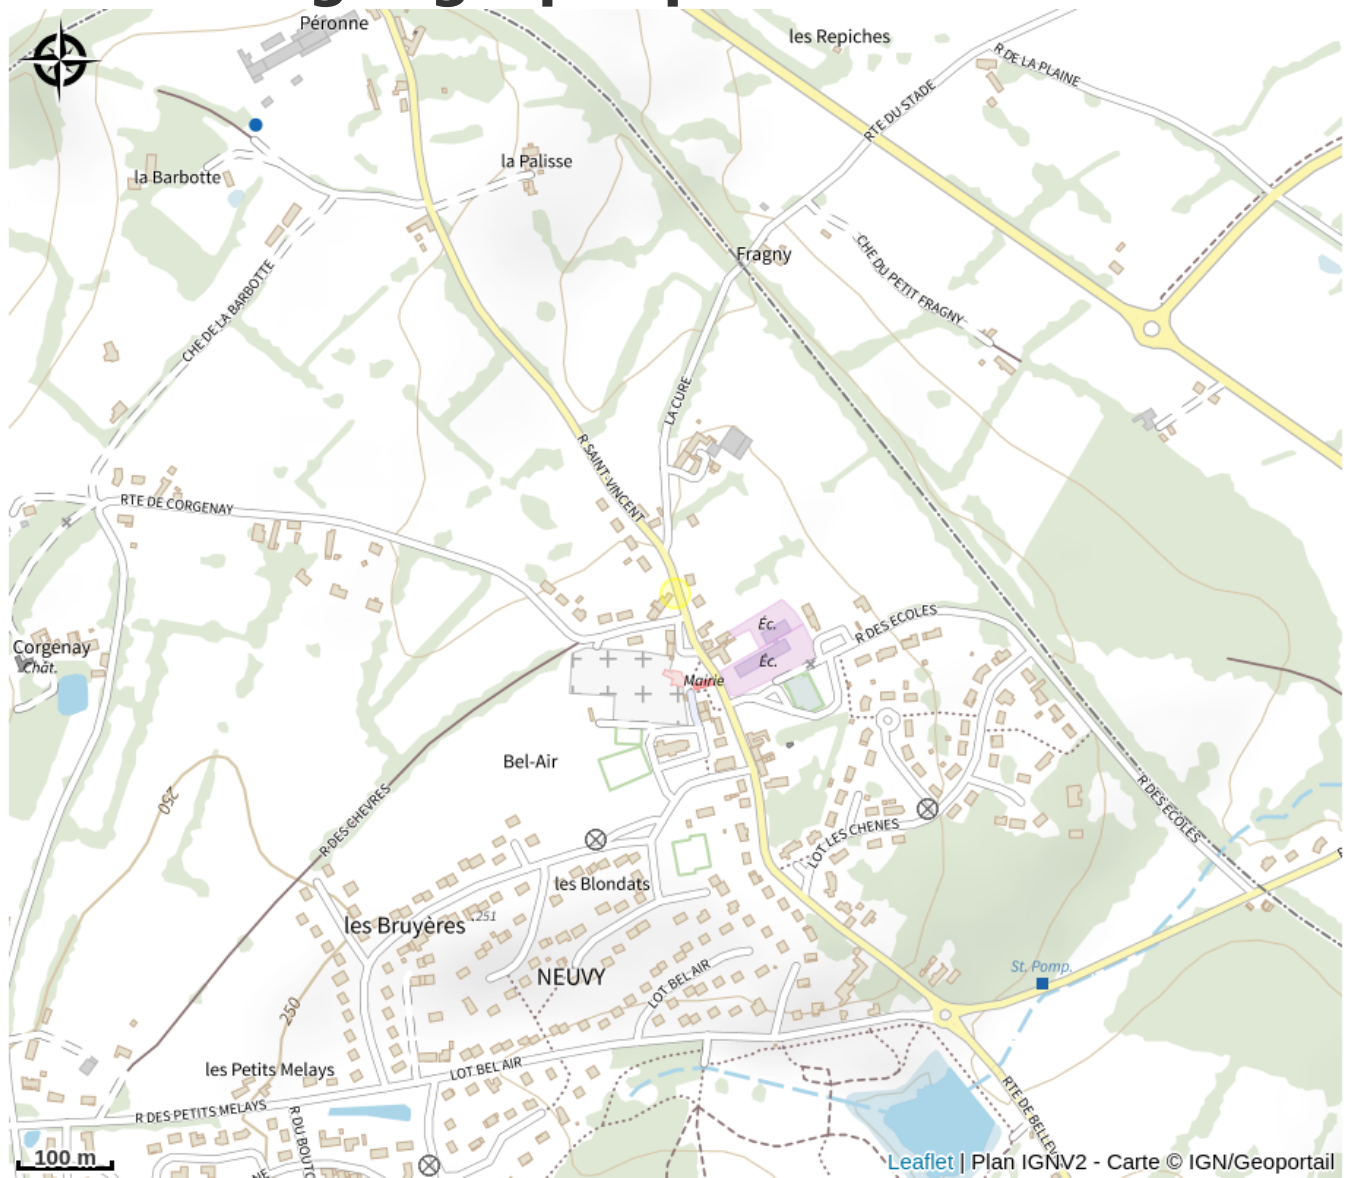 Péronne
les Repiches
R DE LA PLAINE
RTE DU STADE
la Palisse
la Barbotte
Fragny
CHE DU PETIT FRAGNY
CHE DE LA BARBOTTE
LA CURE
R SAINT-VINCENT
RTE DE CORGENAY
Éc.
R DES ECOLES
Corgenay
Chât.
Éc.
Mairie
Bel-Air
250
R DES CHEVRES
R DES ECOLES
LOT LES CHENES
les Blondats
les Bruyères
251
NEUVY
St. Pomp.
LOT BEL AIR
250
les Petits Melays
LOT BEL AIR
RTE DE BELLEV
R DES PETITS MELAYS
R DU BOUTO
NE
100 m
Leaflet | Plan IGNV2 - Carte © IGN/Geoportail